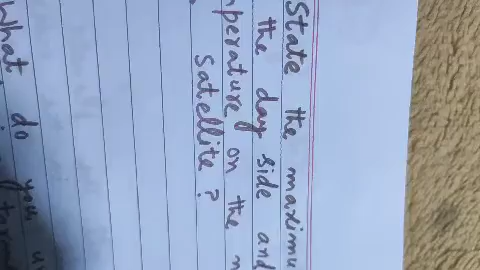 State the maximu
the day side and
perature on the
satellite?
What do you